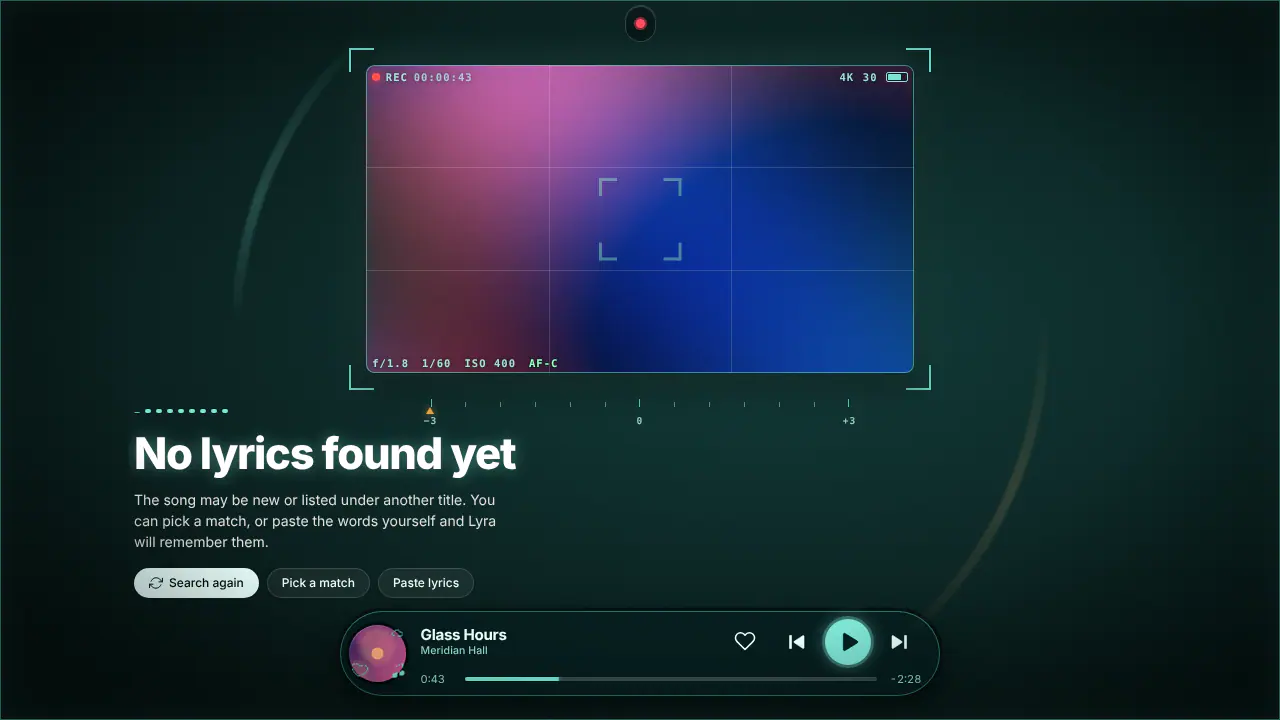 REC 00:00:43
4K 30
f/1.8 1/60 ISO 400 AF-C
−3 0 +3
No lyrics found yet
The song may be new or listed under another title. You
can pick a match, or paste the words yourself and Lyra
will remember them.
Search again Pick a match Paste lyrics
Glass Hours
Meridian Hall
0:43 -2:28